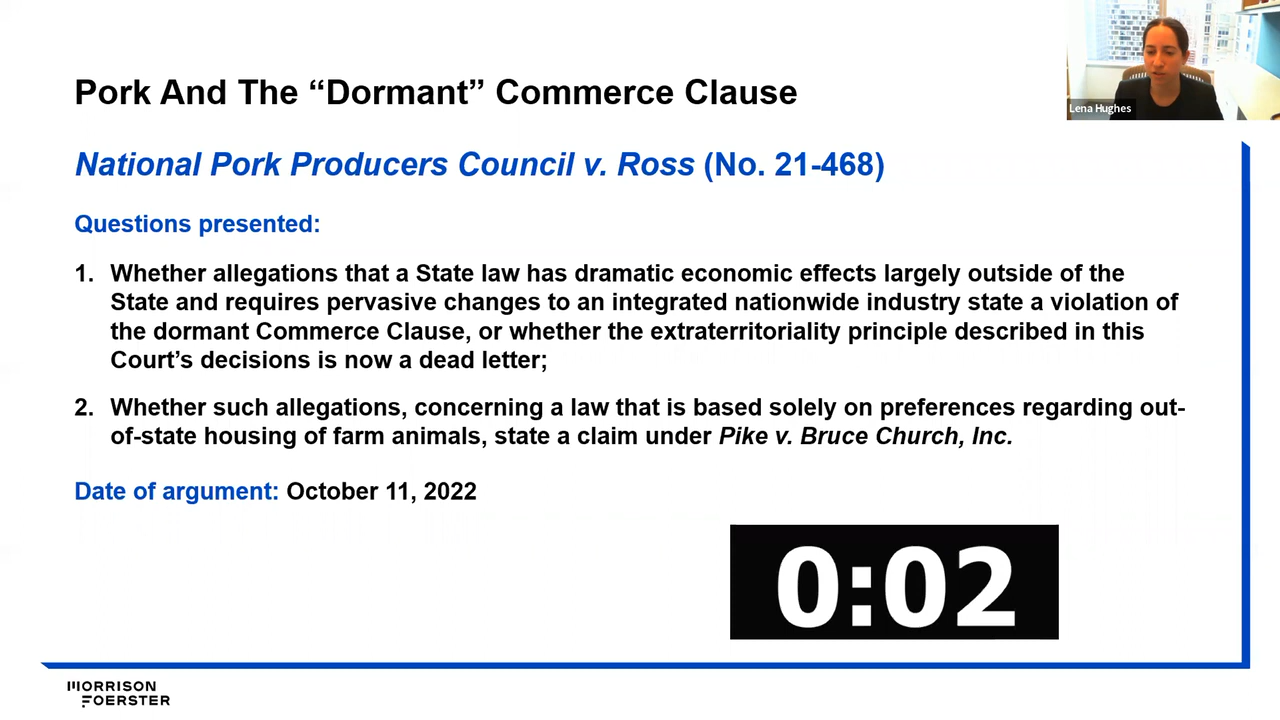 Pork And The “Dormant” Commerce Clause
Lena Hughes
National Pork Producers Council v. Ross (No. 21-468)
Questions presented:
1. Whether allegations that a State law has dramatic economic effects largely outside of the
State and requires pervasive changes to an integrated nationwide industry state a violation of
the dormant Commerce Clause, or whether the extraterritoriality principle described in this
Court’s decisions is now a dead letter;
2. Whether such allegations, concerning a law that is based solely on preferences regarding out-
of-state housing of farm animals, state a claim under Pike v. Bruce Church, Inc.
Date of argument: October 11, 2022
0:02
MORRISON
FOERSTER